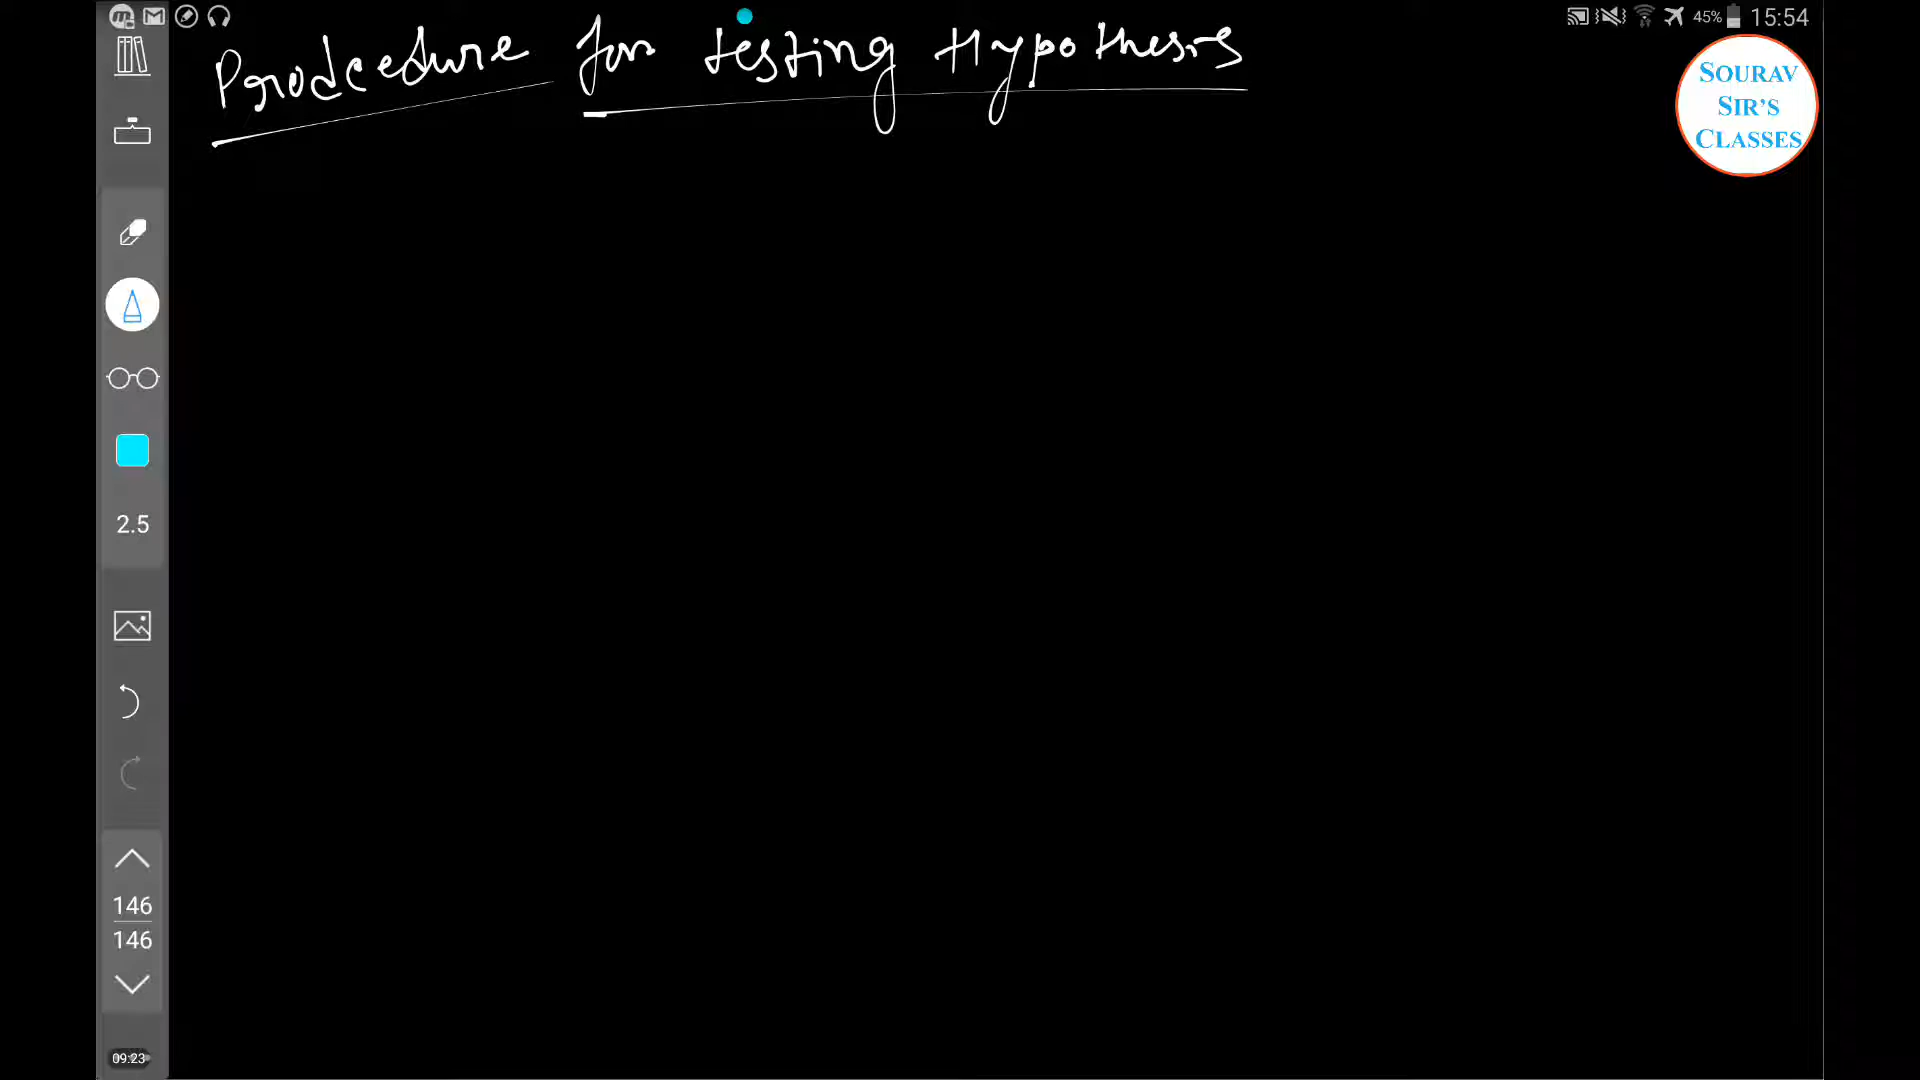 45% 15:54
Prodcedure for testing Hypothesis
SOURAV
SIR'S
CLASSES
2.5
146
146
09:23